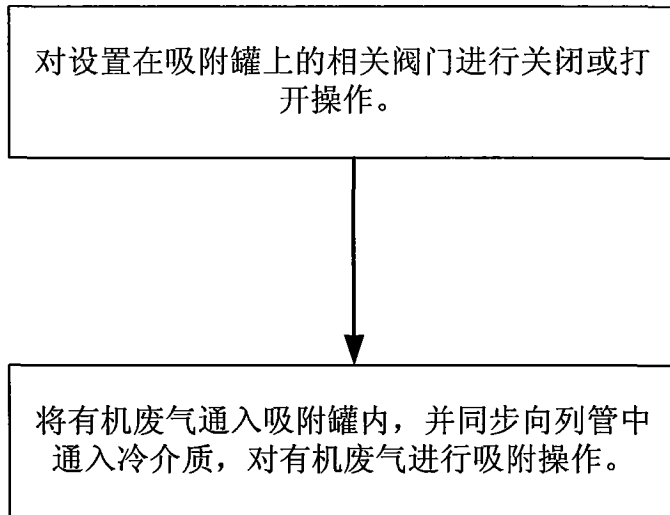 对设置在吸附罐上的相关阀门进行关闭或打
开操作。
将有机废气通入吸附罐内，并同步向列管中
通入冷介质，对有机废气进行吸附操作。